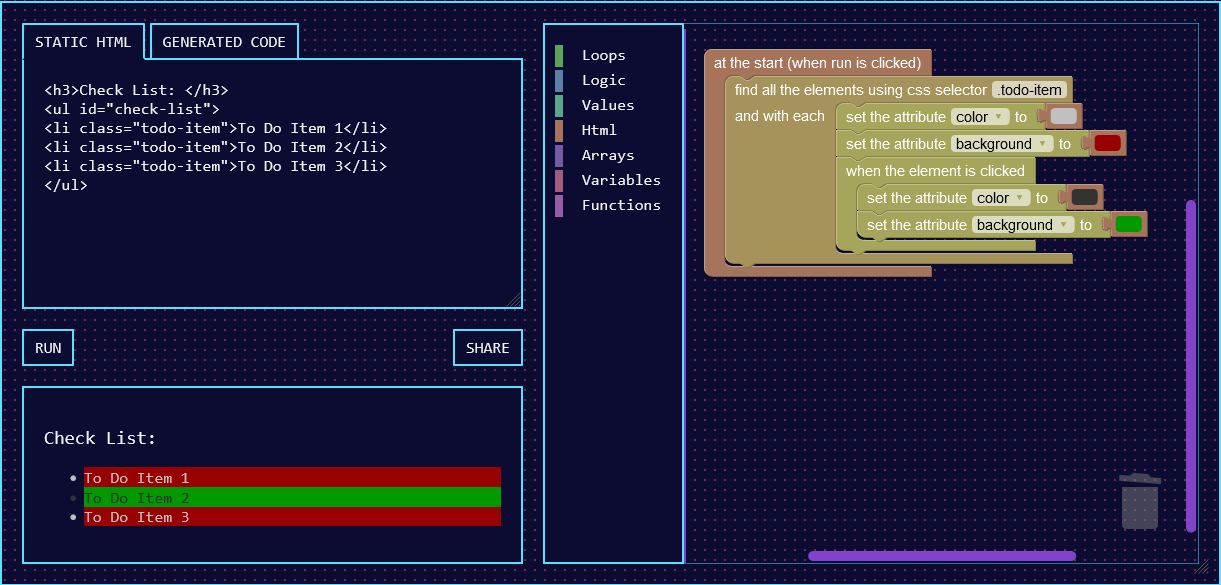 STATIC HTML
GENERATED CODE
<h3>Check List: </h3>
<ul id="check-list">
<li class="todo-item">To Do Item 1</li>
<li class="todo-item">To Do Item 2</li>
<li class="todo-item">To Do Item 3</li>
</ul>
RUN
SHARE
Check List:
• To Do Item 1
• To Do Item 2
• To Do Item 3
Loops
Logic
Values
Html
Arrays
Variables
Functions
at the start (when run is clicked)
find all the elements using css selector .todo-item
and with each
set the attribute color ▾ to
set the attribute background ▾ to
when the element is clicked
set the attribute color ▾ to
set the attribute background ▾ to